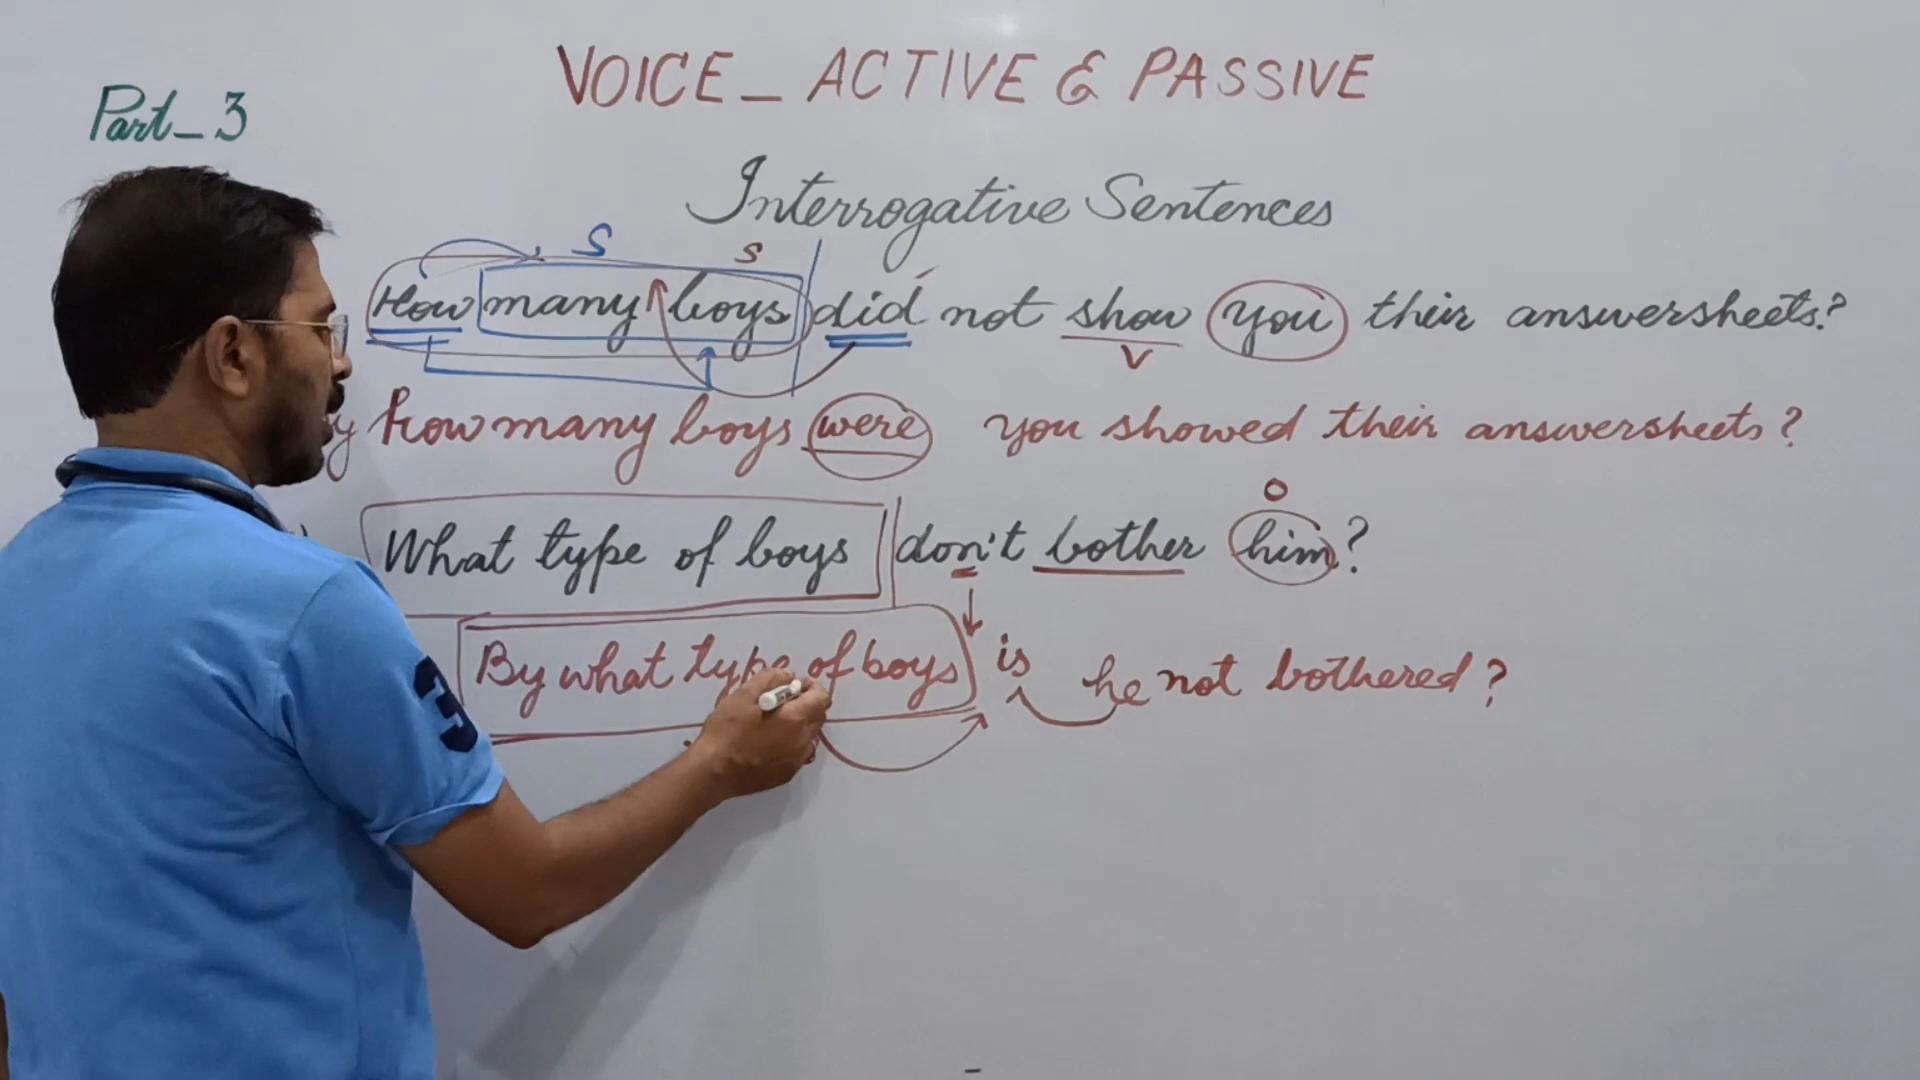 VOICE_ ACTIVE & PASSIVE
Part_3
Interrogative Sentences
S S
How many boys did not show you their answersheets?
V
By how many boys were you showed their answersheets?
O
What type of boys don't bother him?
By what type of boys is he not bothered?
3